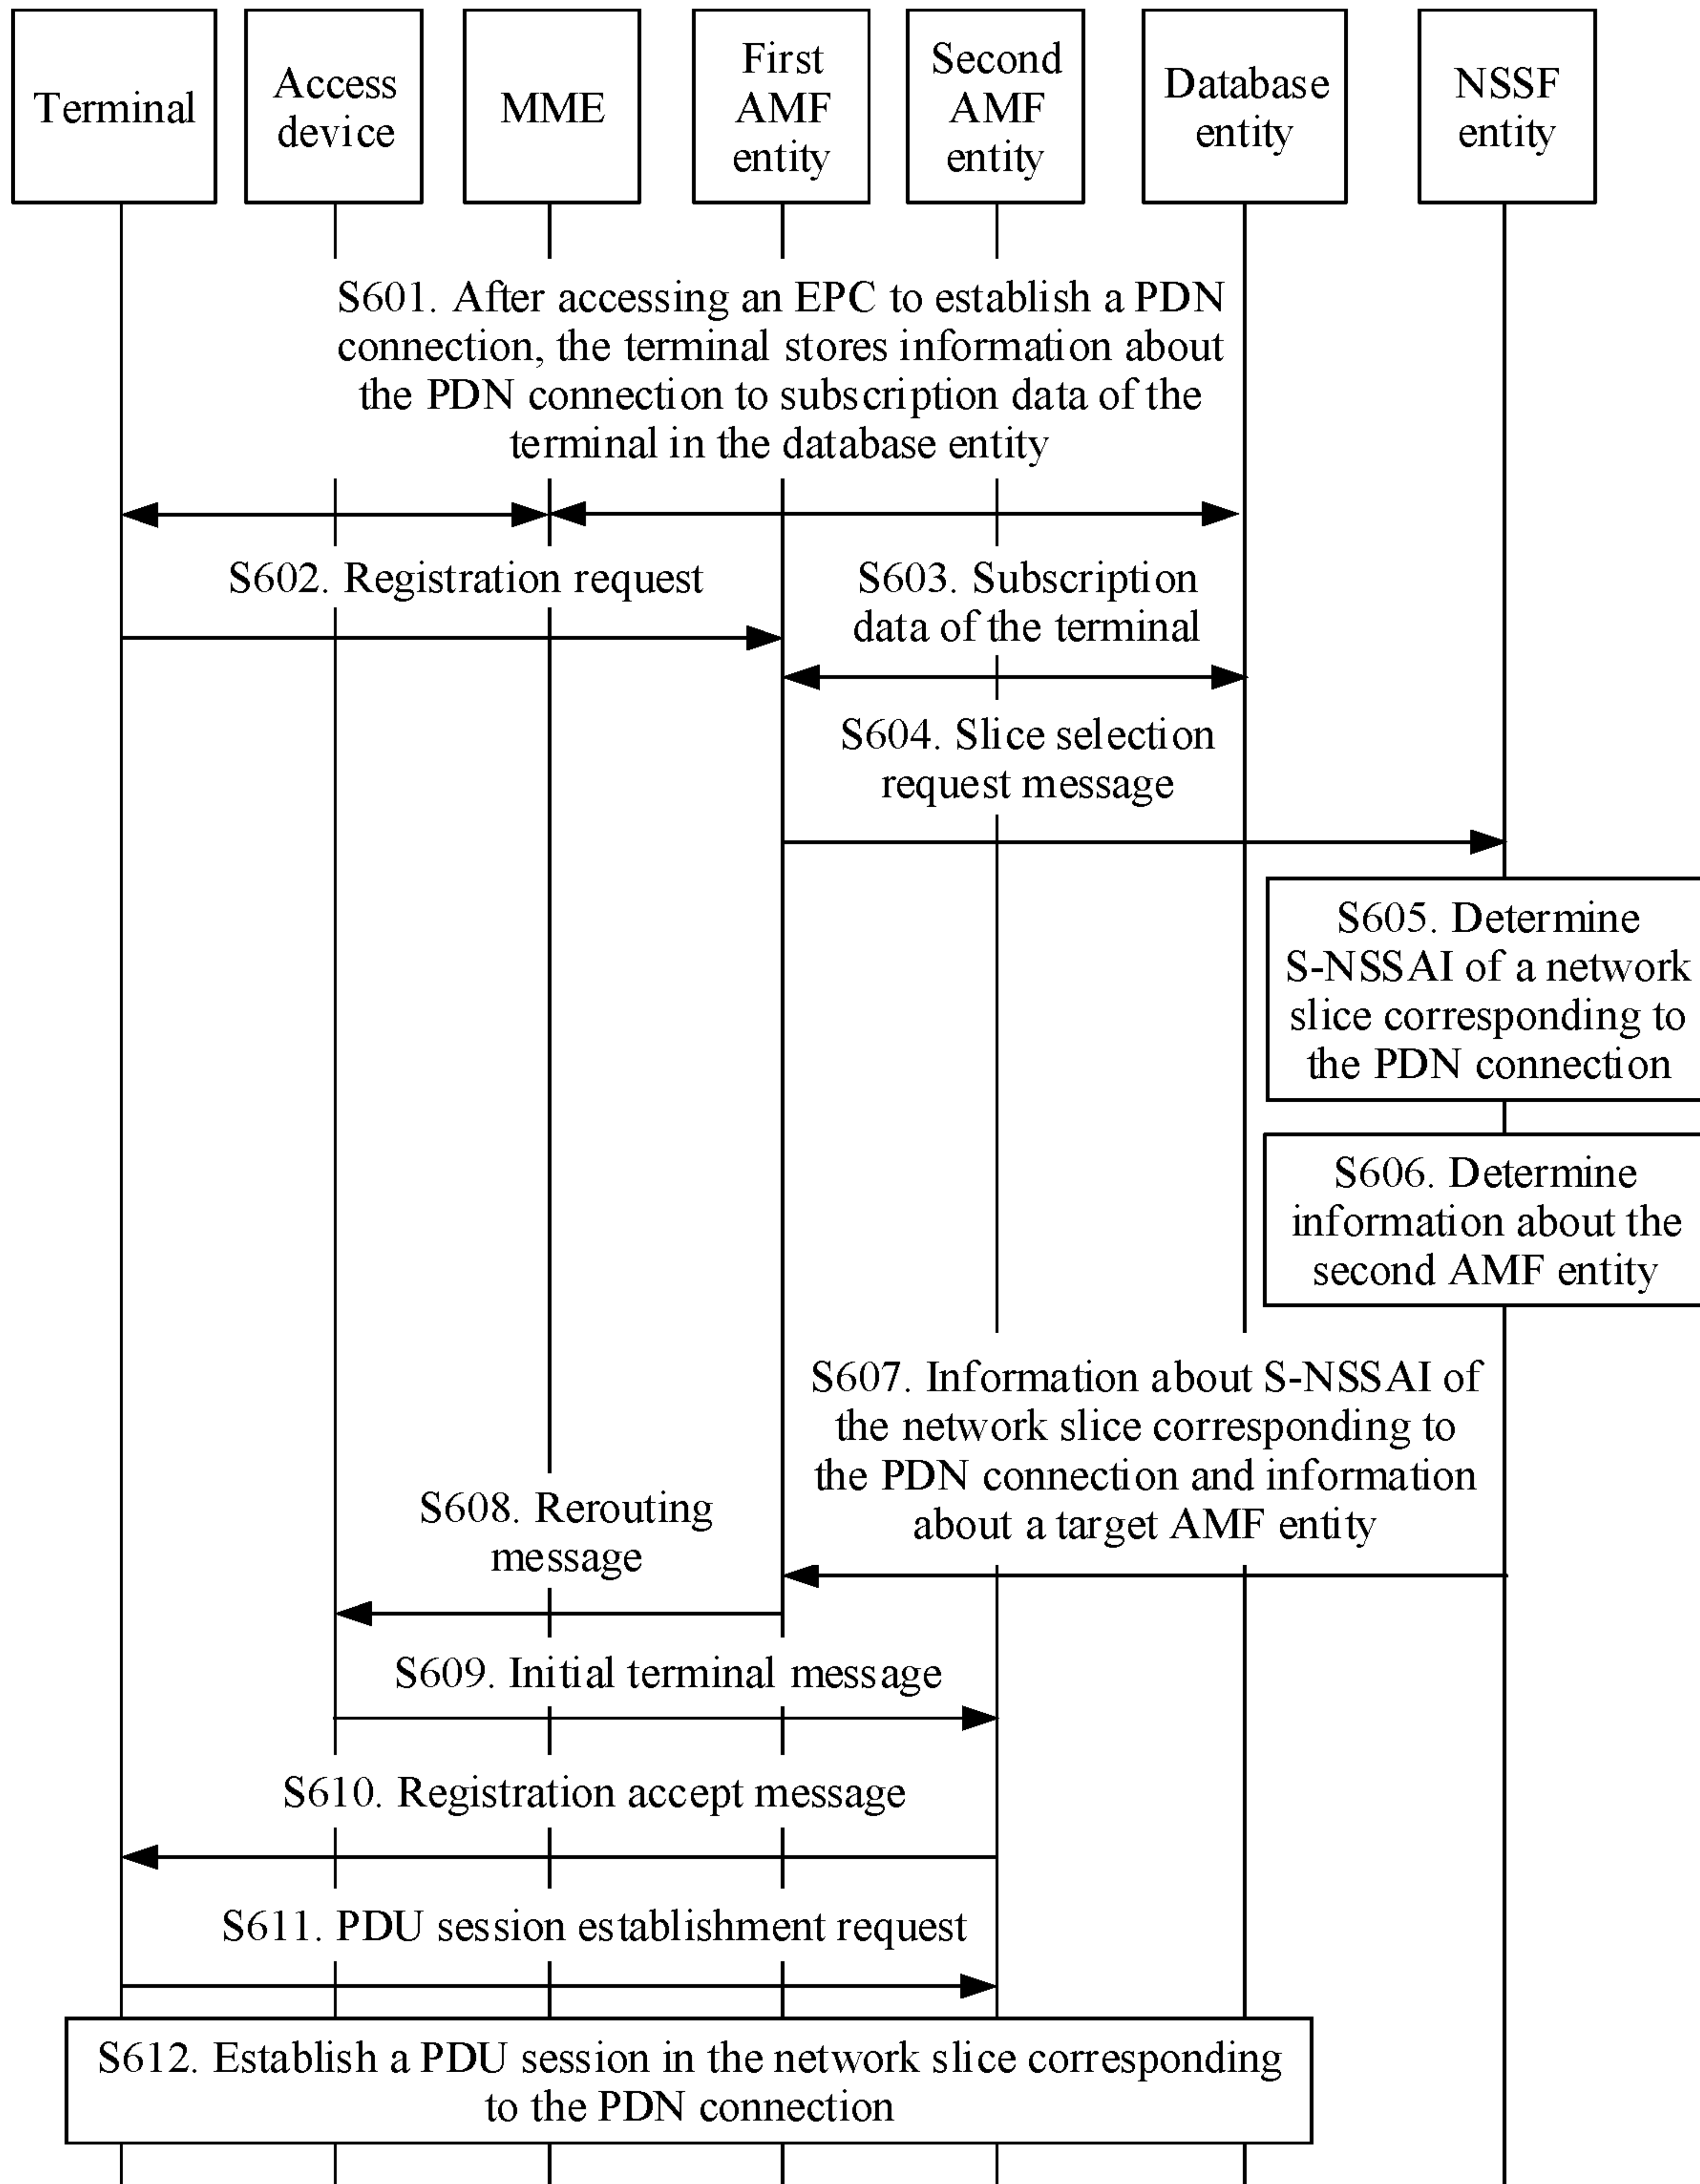 Terminal
Access
device
MME
First
AMF
entity
Second
AMF
entity
Database
entity
NSSF
entity
S601. After accessing an EPC to establish a PDN
connection, the terminal stores information about
the PDN connection to subscription data of the
terminal in the database entity
S602. Registration request
S603. Subscription
data of the terminal
S604. Slice selection
request message
S605. Determine
S-NSSAI of a network
slice corresponding to
the PDN connection
S606. Determine
information about the
second AMF entity
S607. Information about S-NSSAI of
the network slice corresponding to
the PDN connection and information
about a target AMF entity
S608. Rerouting
message
S609. Initial terminal message
S610. Registration accept message
S611. PDU session establishment request
S612. Establish a PDU session in the network slice corresponding
to the PDN connection